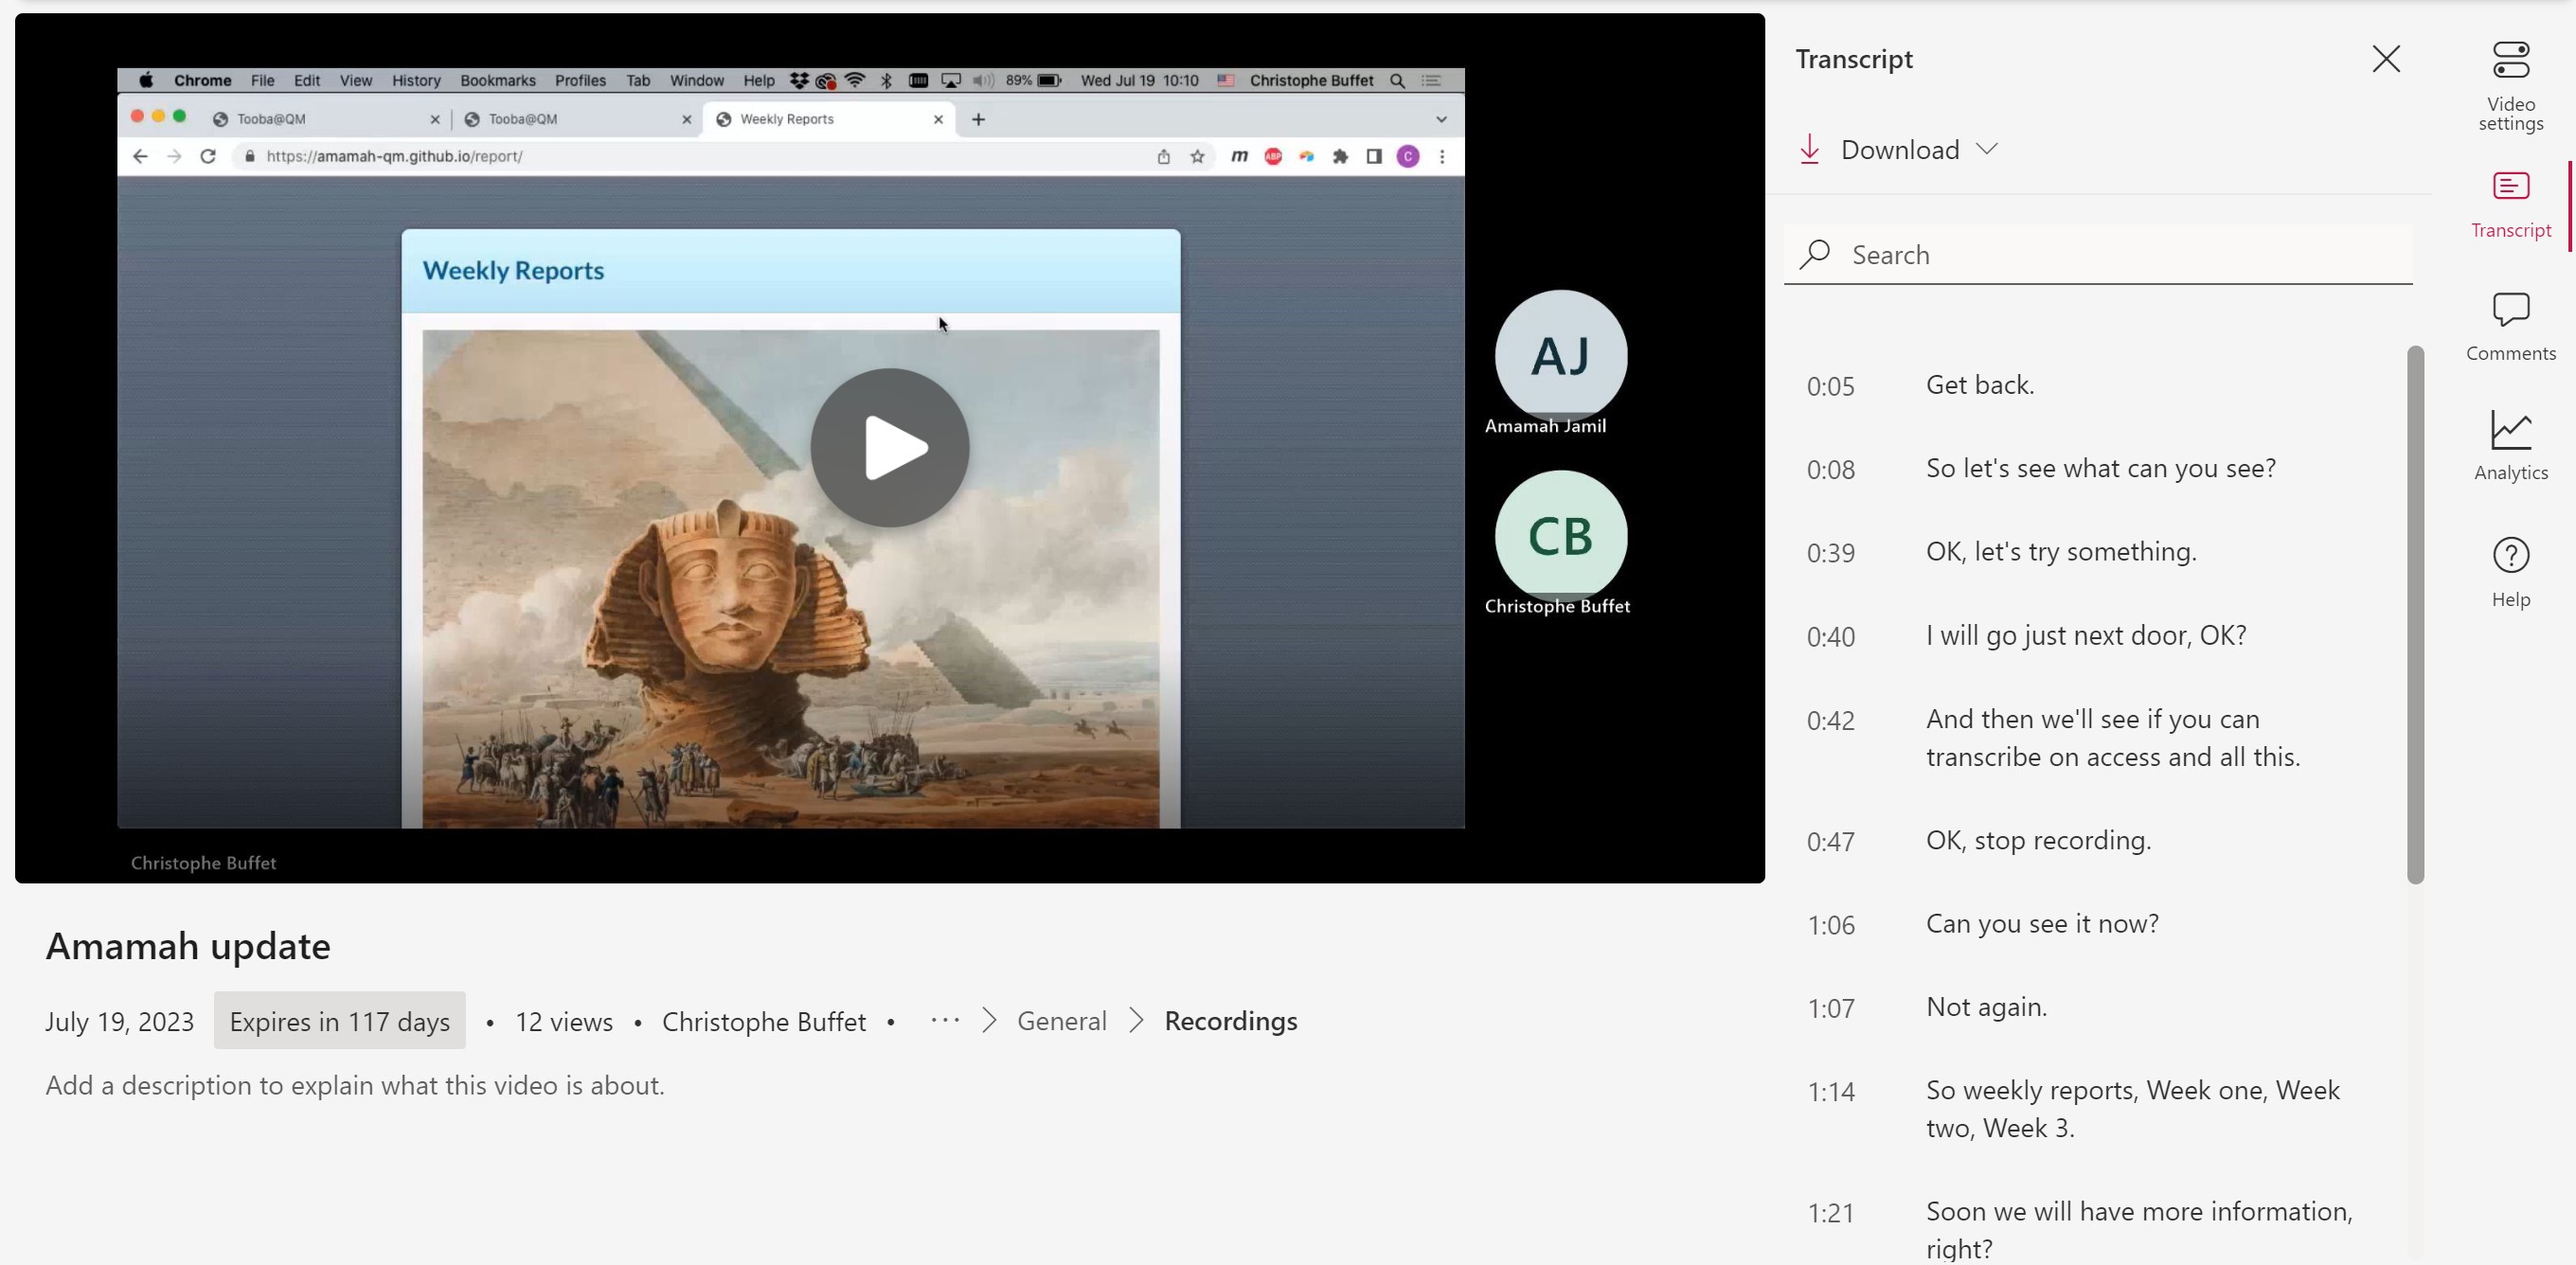 Chrome File Edit View History Bookmarks Profiles Tab Window Help 89% Wed Jul 19 10:10 Christophe Buffet
Tooba@QM Tooba@QM Weekly Reports
https://amamah-qm.github.io/report/ m ABP C
Weekly Reports
AJ
Amamah Jamil
CB
Christophe Buffet
Christophe Buffet
Amamah update
July 19, 2023 Expires in 117 days • 12 views • Christophe Buffet • ··· > General > Recordings
Add a description to explain what this video is about.
Transcript
Download
Search
0:05 Get back.
0:08 So let's see what can you see?
0:39 OK, let's try something.
0:40 I will go just next door, OK?
0:42 And then we'll see if you can
transcribe on access and all this.
0:47 OK, stop recording.
1:06 Can you see it now?
1:07 Not again.
1:14 So weekly reports, Week one, Week
two, Week 3.
1:21 Soon we will have more information,
right?
Video
settings
Transcript
Comments
Analytics
Help